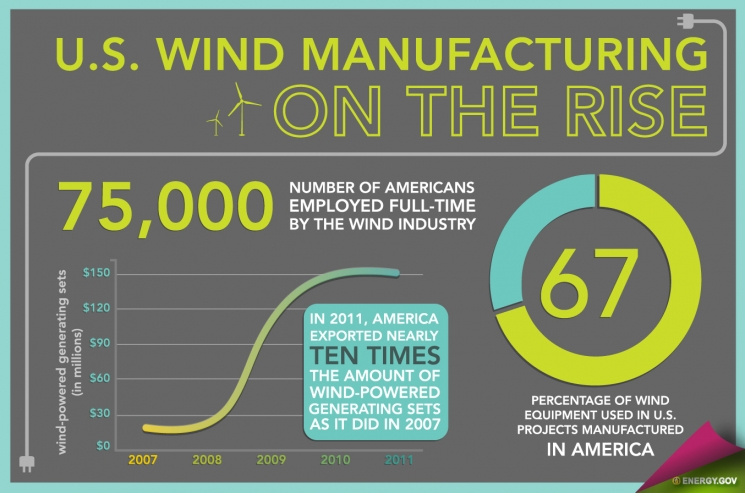 U.S. WIND MANUFACTURING
ON THE RISE
75,000
NUMBER OF AMERICANS
EMPLOYED FULL-TIME
BY THE WIND INDUSTRY
67
PERCENTAGE OF WIND
EQUIPMENT USED IN U.S.
PROJECTS MANUFACTURED
IN AMERICA
wind-powered generating sets
(in millions)
$150
$120
$90
$60
$30
$0
2007 2008 2009 2010 2011
IN 2011, AMERICA
EXPORTED NEARLY
TEN TIMES
THE AMOUNT OF
WIND-POWERED
GENERATING SETS
AS IT DID IN 2007
ENERGY.GOV